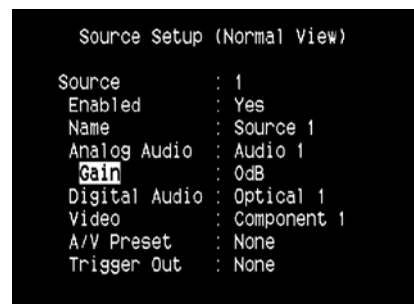 Source Setup (Normal View)
Source : 1
Enabled : Yes
Name : Source 1
Analog Audio : Audio 1
Gain : 0dB
Digital Audio : Optical 1
Video : Component 1
A/V Preset : None
Trigger Out : None